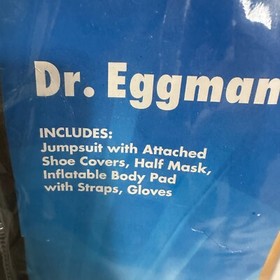 Dr. Eggman
INCLUDES:
Jumpsuit with Attached
Shoe Covers, Half Mask,
Inflatable Body Pad
with Straps, Gloves